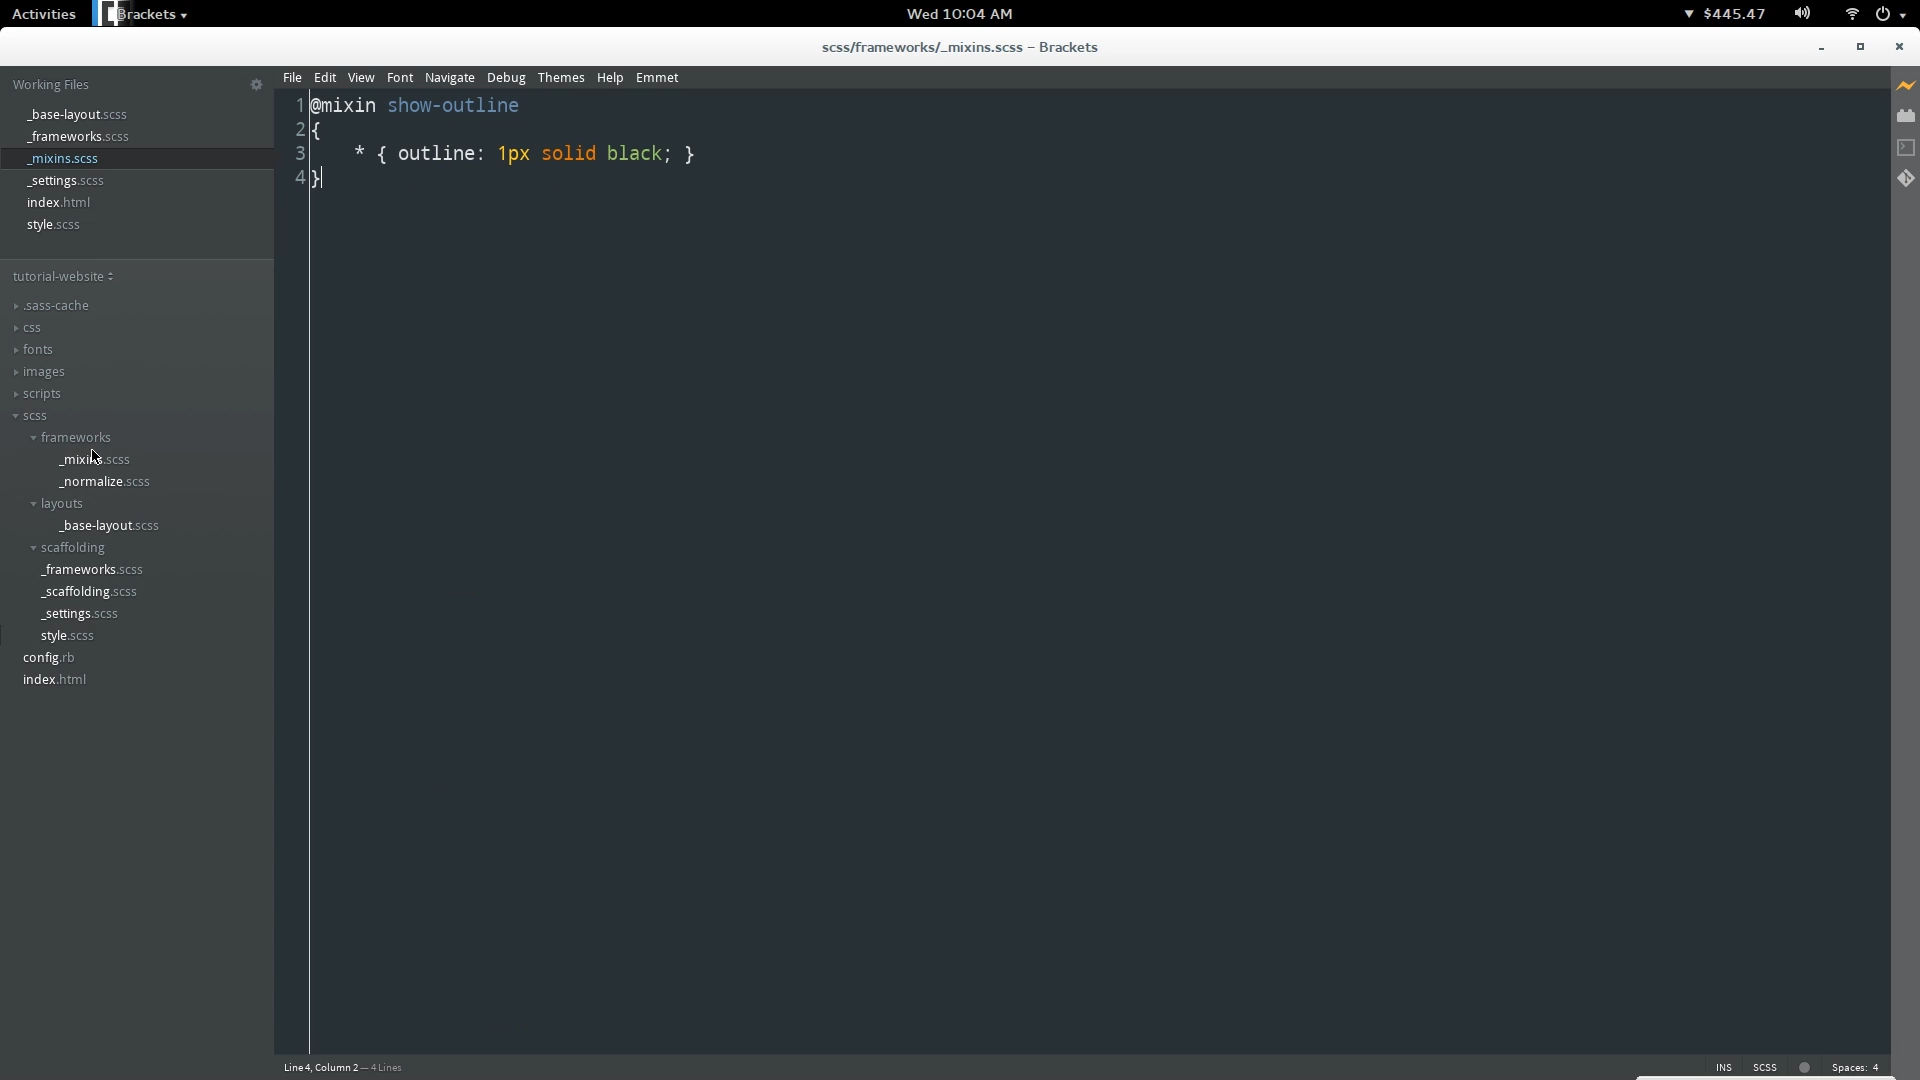 Activities Brackets Wed 10:04 AM $445.47
scss/frameworks/_mixins.scss – Brackets
Working Files
_base-layout.scss
_frameworks.scss
_mixins.scss
_settings.scss
index.html
style.scss
tutorial-website
.sass-cache
css
fonts
images
scripts
scss
frameworks
_mixins.scss
_normalize.scss
layouts
_base-layout.scss
scaffolding
_frameworks.scss
_scaffolding.scss
_settings.scss
style.scss
config.rb
index.html
File Edit View Font Navigate Debug Themes Help Emmet
1 @mixin show-outline
2 {
3 * { outline: 1px solid black; }
4 }
Line 4, Column 2 — 4 Lines INS SCSS Spaces: 4